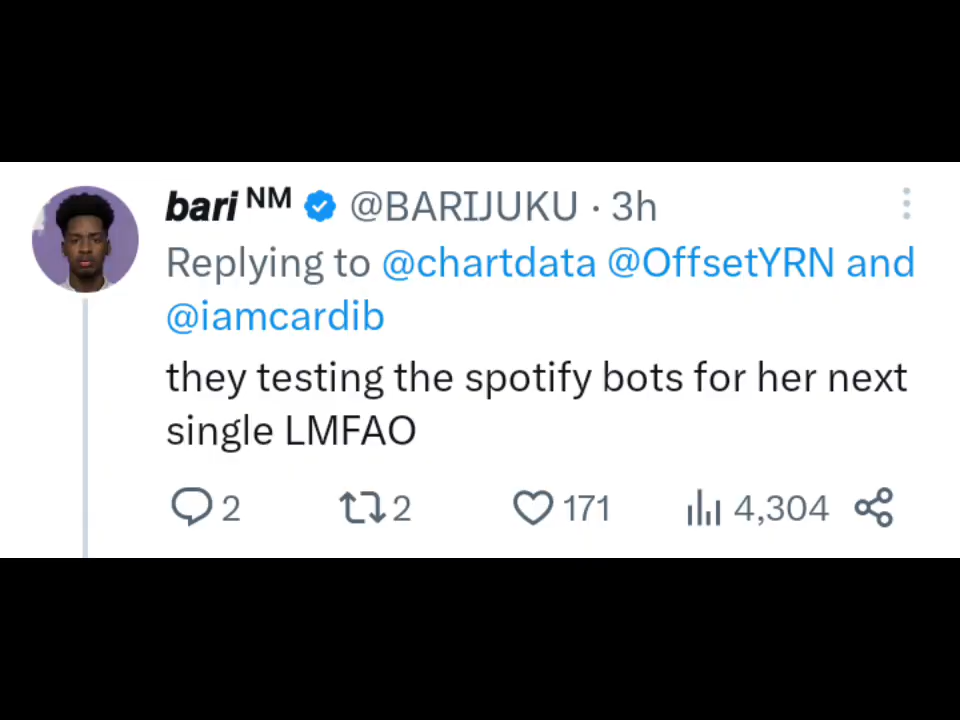 bari NM @BARIJUKU · 3h
Replying to @chartdata @OffsetYRN and
@iamcardib
they testing the spotify bots for her next
single LMFAO
2 2 171 4,304